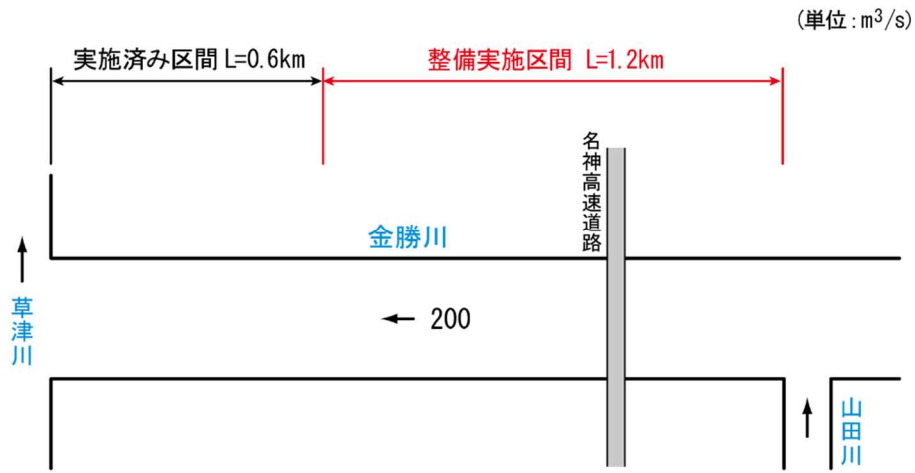 (単位:m³/s)
実施済み区間 L=0.6km
整備実施区間 L=1.2km
名神高速道路
金勝川
草津川
← 200
山田川